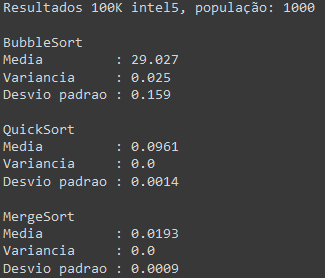 Resultados 100K intel5, população: 1000
BubbleSort
Media : 29.027
Variancia : 0.025
Desvio padrao : 0.159
QuickSort
Media : 0.0961
Variancia : 0.0
Desvio padrao : 0.0014
MergeSort
Media : 0.0193
Variancia : 0.0
Desvio padrao : 0.0009